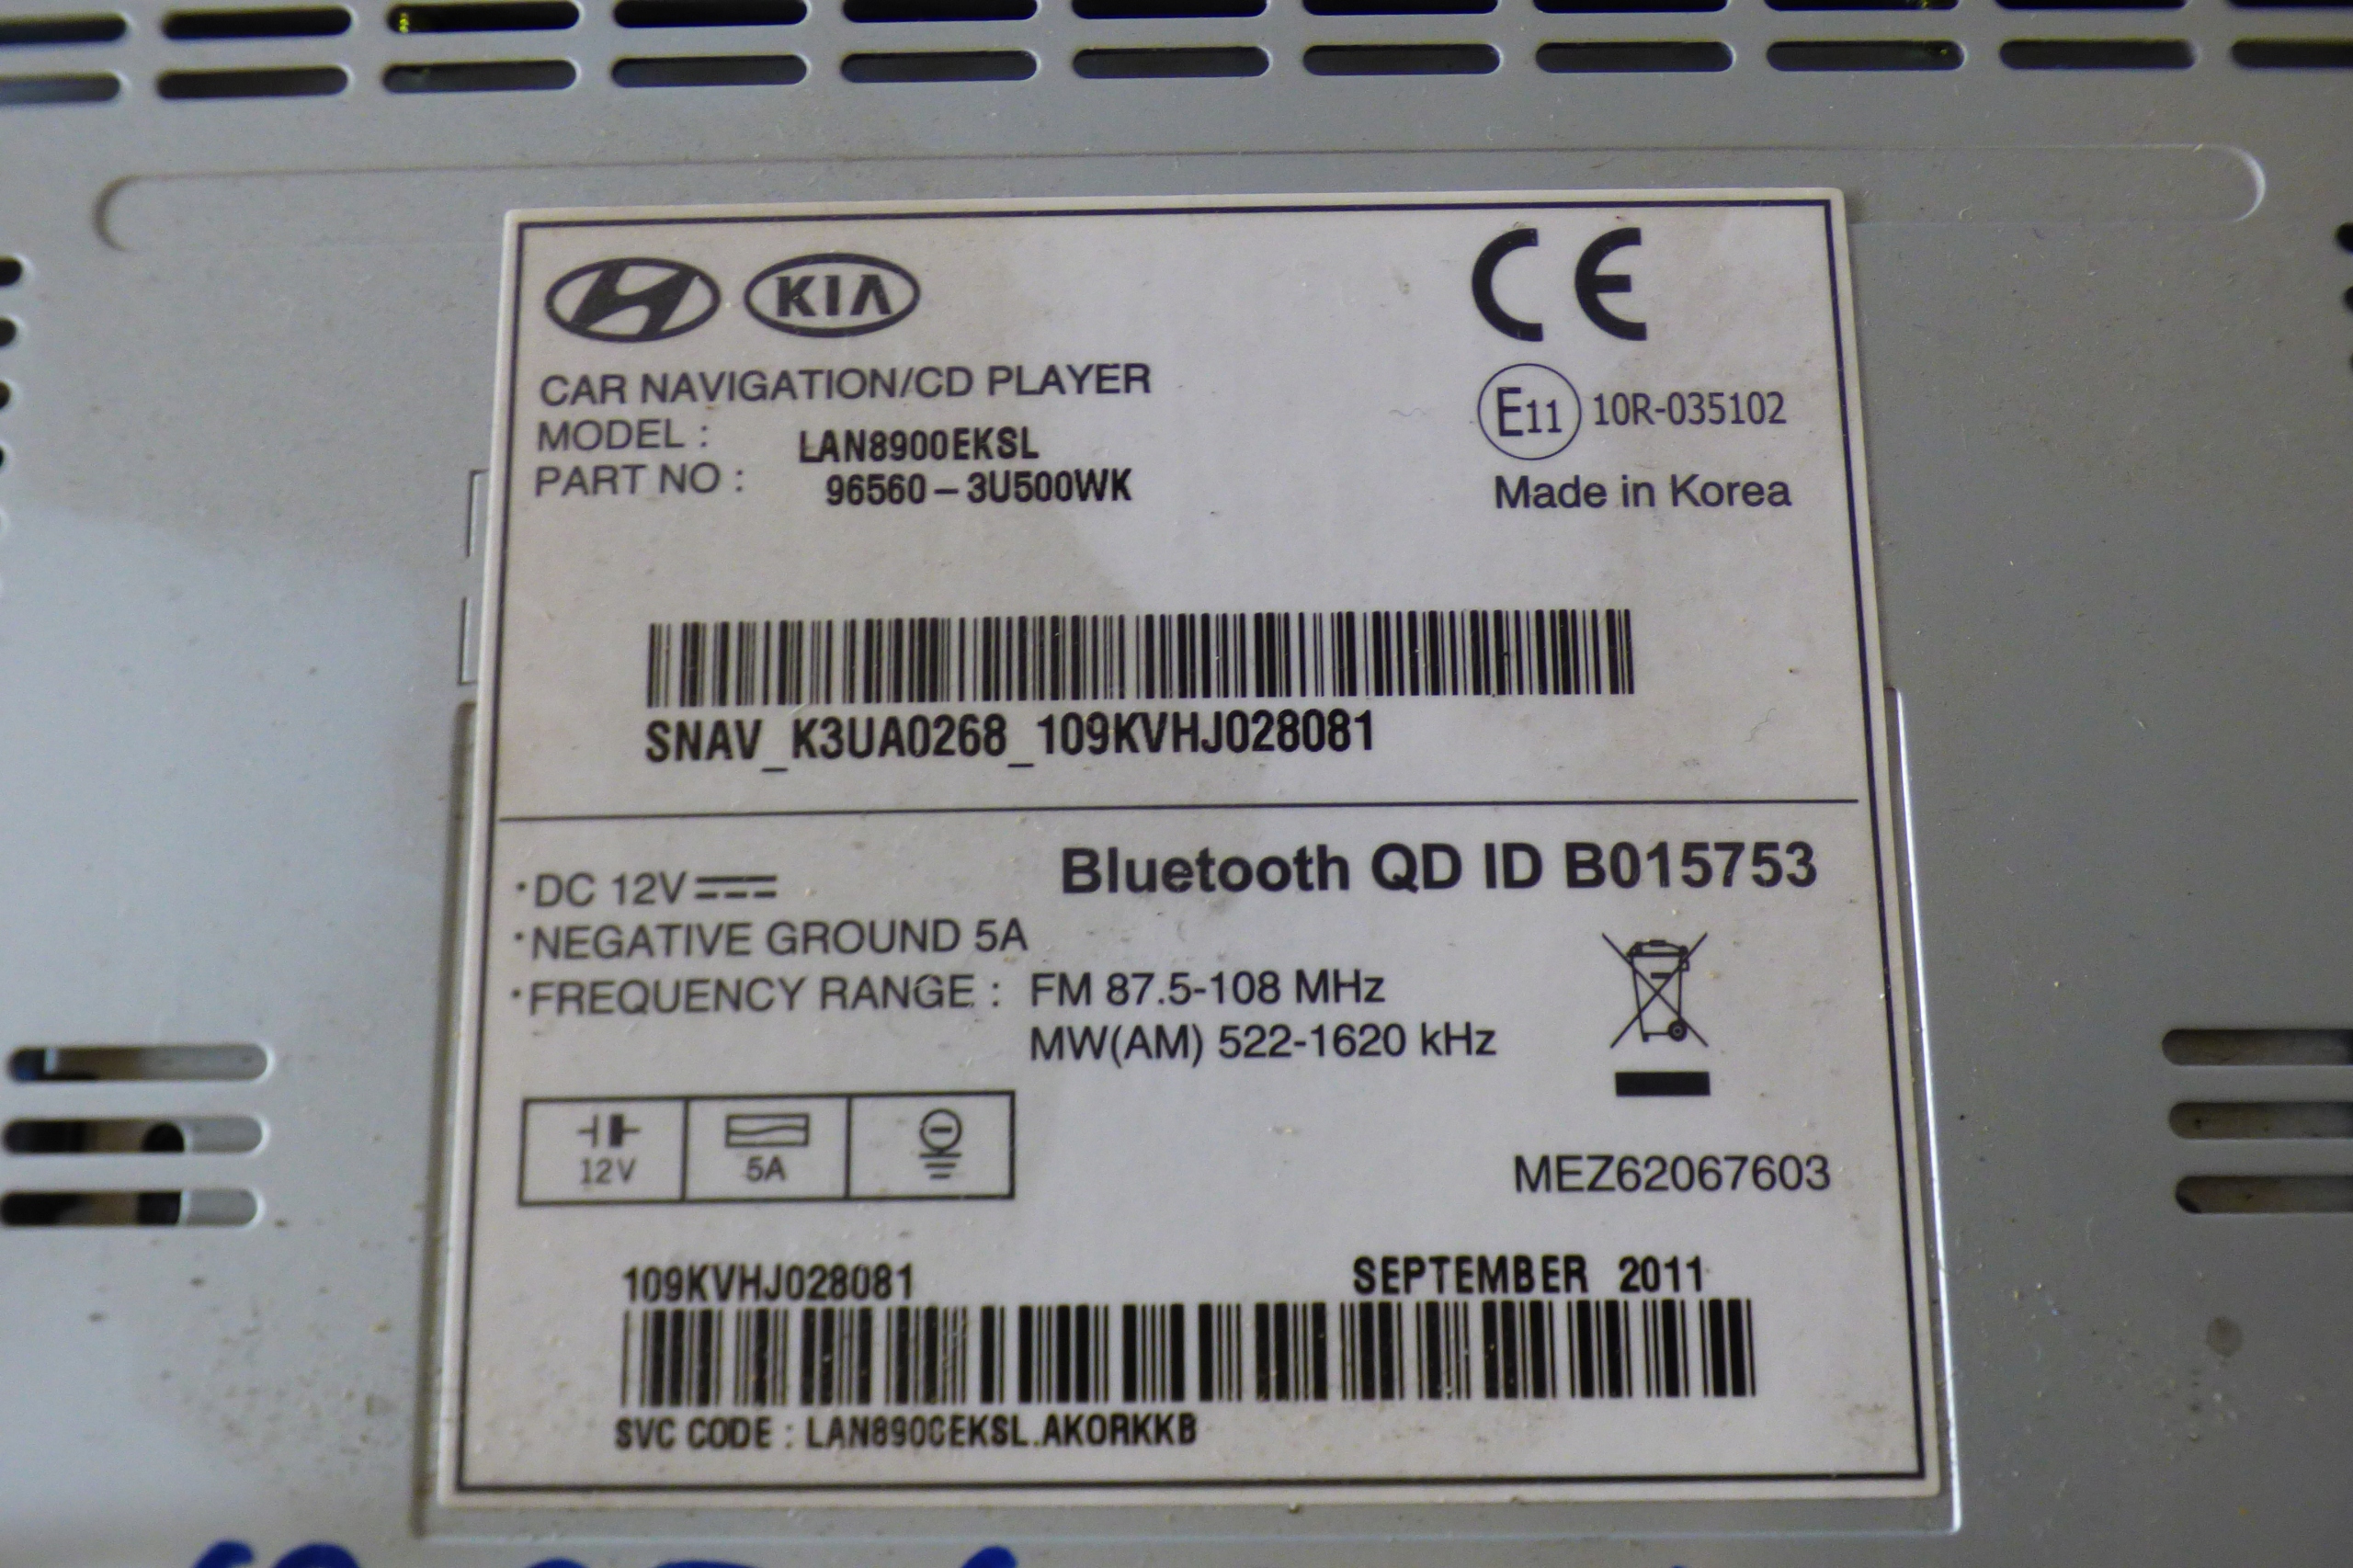 KIA
CE
CAR NAVIGATION/CD PLAYER
MODEL : LAN8900EKSL
PART NO : 96560-3U500WK
E11 10R-035102
Made in Korea
SNAV_K3UA0268_109KVHJ028081
Bluetooth QD ID B015753
·DC 12V
·NEGATIVE GROUND 5A
·FREQUENCY RANGE : FM 87.5-108 MHz
MW(AM) 522-1620 kHz
12V 5A
MEZ62067603
109KVHJ028081 SEPTEMBER 2011
SVC CODE : LAN8900EKSL.AKORKKB